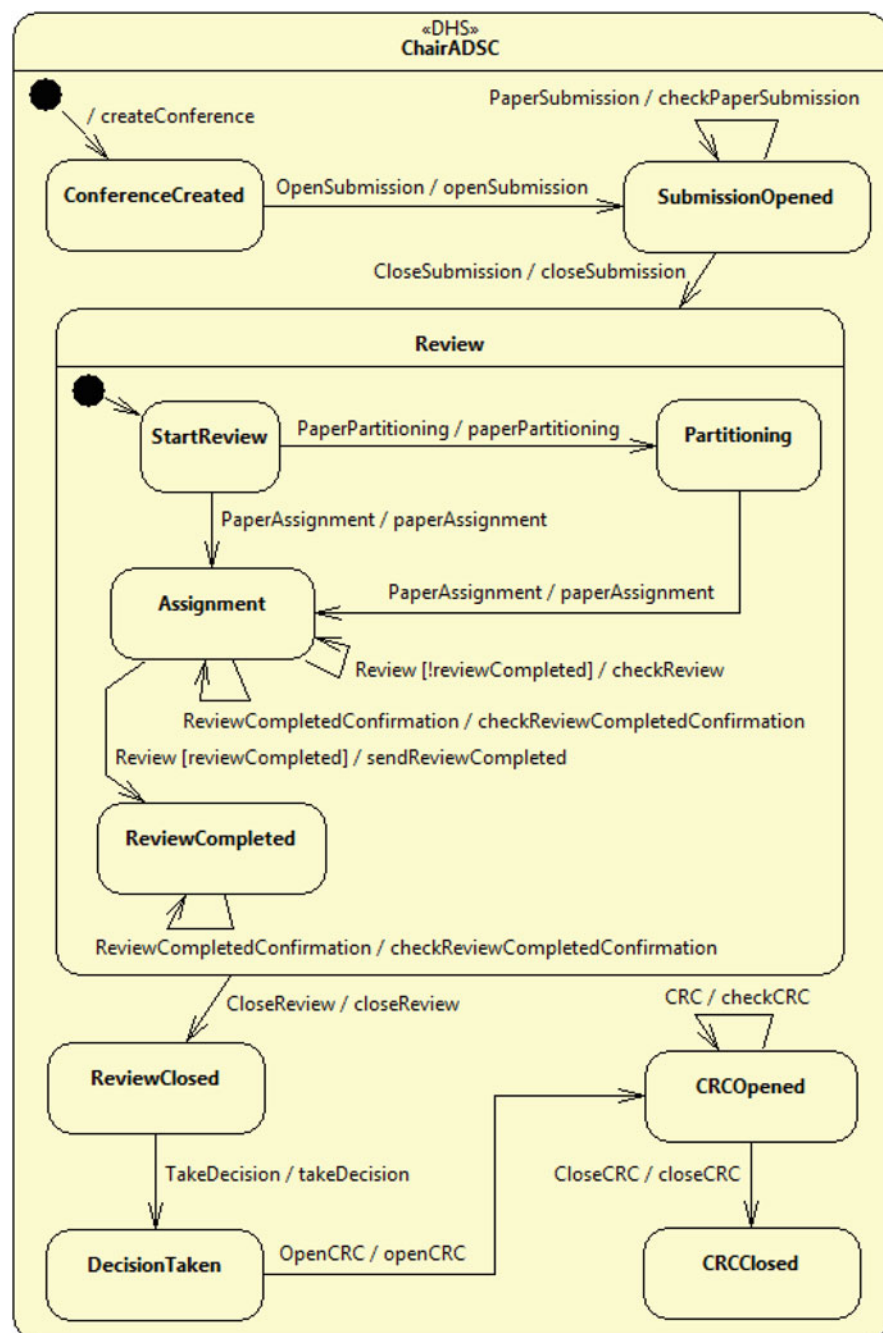 «DHS»
ChairADSC
/ createConference
PaperSubmission / checkPaperSubmission
ConferenceCreated
OpenSubmission / openSubmission
SubmissionOpened
CloseSubmission / closeSubmission
Review
StartReview
PaperPartitioning / paperPartitioning
Partitioning
PaperAssignment / paperAssignment
Assignment
PaperAssignment / paperAssignment
Review [!reviewCompleted] / checkReview
ReviewCompletedConfirmation / checkReviewCompletedConfirmation
Review [reviewCompleted] / sendReviewCompleted
ReviewCompleted
ReviewCompletedConfirmation / checkReviewCompletedConfirmation
CloseReview / closeReview
CRC / checkCRC
ReviewClosed
CRCOpened
TakeDecision / takeDecision
CloseCRC / closeCRC
DecisionTaken
OpenCRC / openCRC
CRCClosed